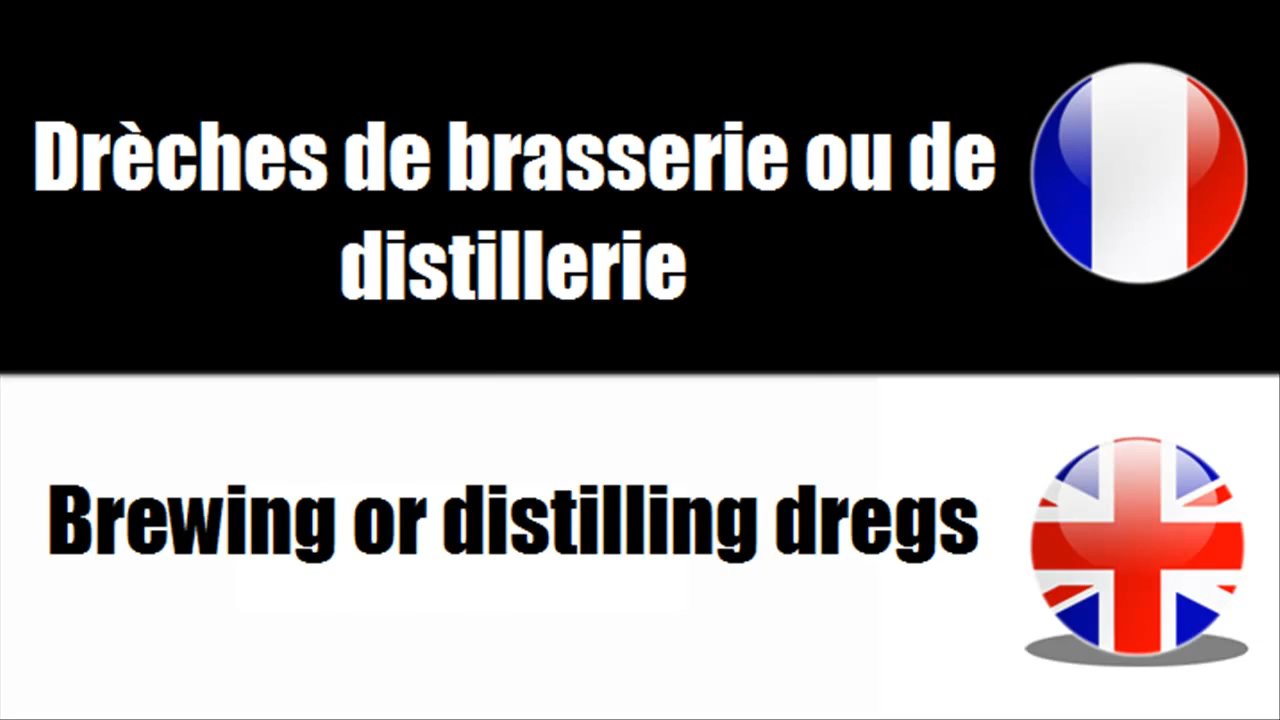 Drèches de brasserie ou de
distillerie
Brewing or distilling dregs